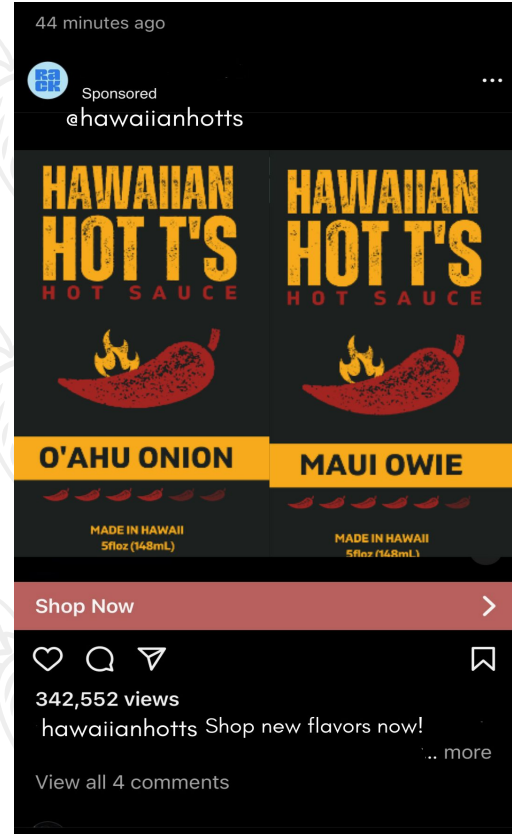 44 minutes ago
Ra
CK
Sponsored
@hawaiianhotts
HAWAIIAN
HOT T'S
HOT SAUCE
O'AHU ONION
MADE IN HAWAII
5floz (148mL)
HAWAIIAN
HOT T'S
HOT SAUCE
MAUI OWIE
MADE IN HAWAII
5floz (148mL)
Shop Now
342,552 views
hawaiianhotts Shop new flavors now!
.. more
View all 4 comments